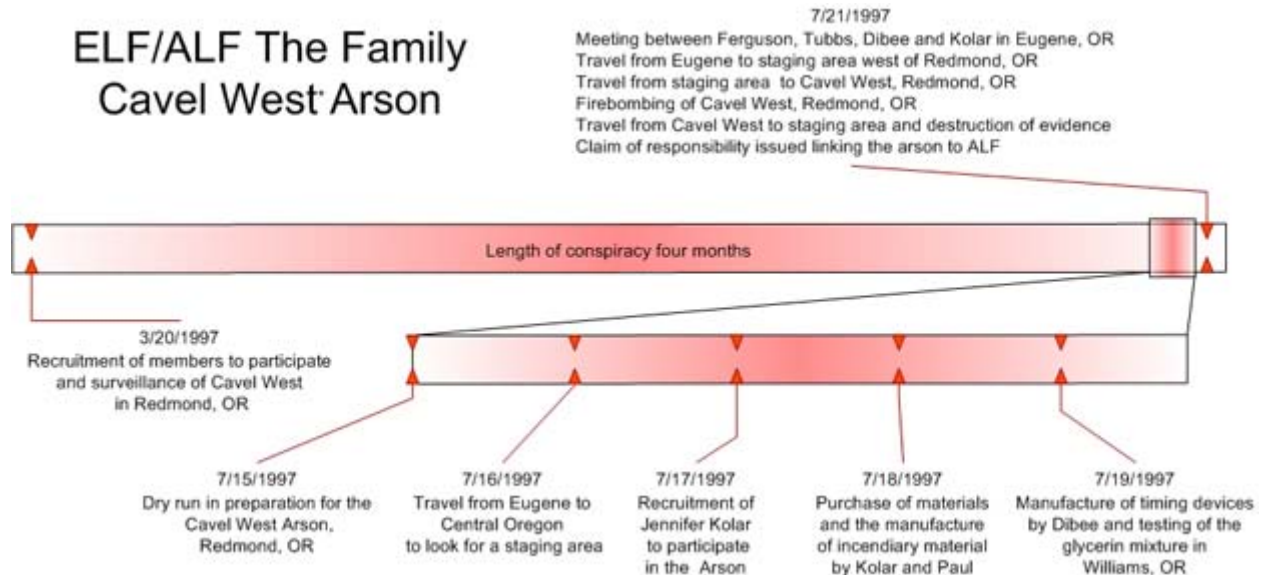 ELF/ALF The Family
Cavel West Arson
7/21/1997
Meeting between Ferguson, Tubbs, Dibee and Kolar in Eugene, OR
Travel from Eugene to staging area west of Redmond, OR
Travel from staging area to Cavel West, Redmond, OR
Firebombing of Cavel West, Redmond, OR
Travel from Cavel West to staging area and destruction of evidence
Claim of responsibility issued linking the arson to ALF
Length of conspiracy four months
3/20/1997
Recruitment of members to participate
and surveillance of Cavel West
in Redmond, OR
7/15/1997
Dry run in preparation for the
Cavel West Arson,
Redmond, OR
7/16/1997
Travel from Eugene to
Central Oregon
to look for a staging area
7/17/1997
Recruitment of
Jennifer Kolar
to participate
in the Arson
7/18/1997
Purchase of materials
and the manufacture
of incendiary material
by Kolar and Paul
7/19/1997
Manufacture of timing devices
by Dibee and testing of the
glycerin mixture in
Williams, OR